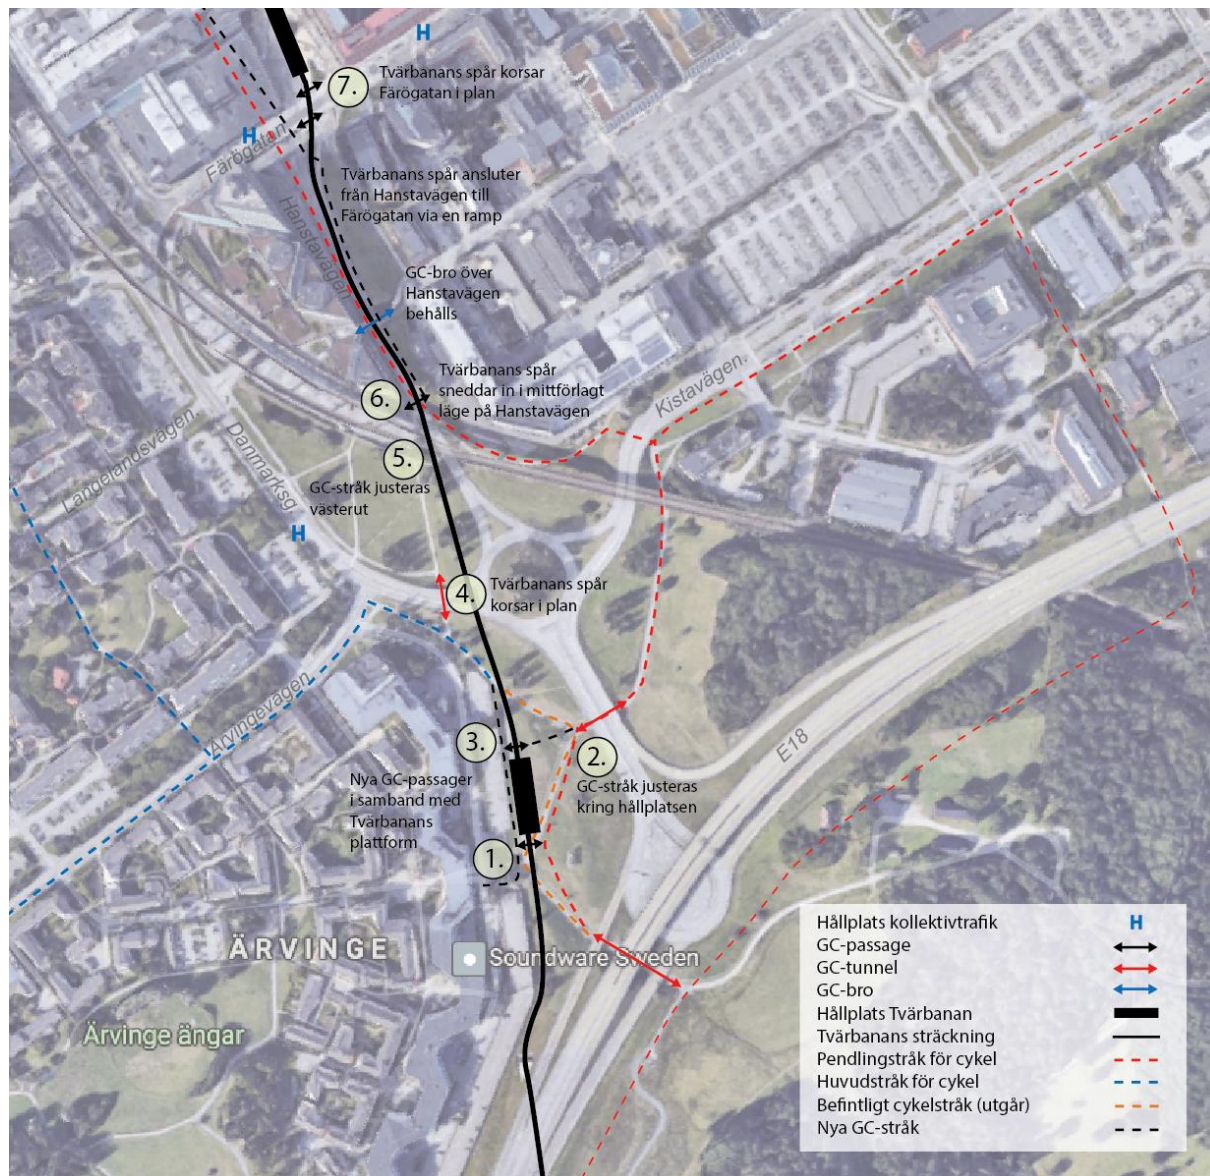 H
7.
Tvärbanans spår korsar
Färögatan i plan
H
Färögatan
Tvärbanans spår ansluter
från Hanstavägen till
Färögatan via en ramp
Hanstavägen
GC-bro över
Hanstavägen
behålls
Tvärbanans spår
sneddar in i mittförlagt
läge på Hanstavägen
6.
Kistavägen.
Langelandsvägen.
Danmarksg
5.
GC-stråk justeras
västerut
H
4.
Tvärbanans spår
korsar i plan
Ärvingevägen.
3.
2.
E18
GC-stråk justeras
kring hållplatsen
Nya GC-passager
i samband med
Tvärbanans
plattform
1.
ÄRVINGE
Soundware Sweden
Ärvinge ängar
Hållplats kollektivtrafik H
GC-passage
GC-tunnel
GC-bro
Hållplats Tvärbanan
Tvärbanans sträckning
Pendlingstråk för cykel
Huvudstråk för cykel
Befintligt cykelstråk (utgår)
Nya GC-stråk